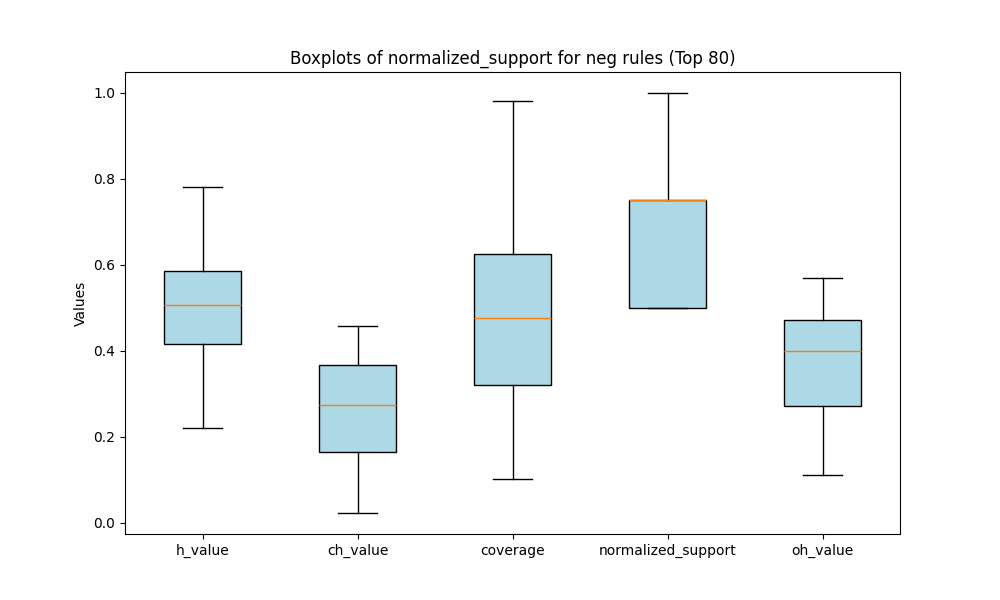 Boxplots of normalized_support for neg rules (Top 80)
1.0
0.8
0.6
0.4
0.2
0.0
Values
h_value
ch_value
coverage
normalized_support
oh_value